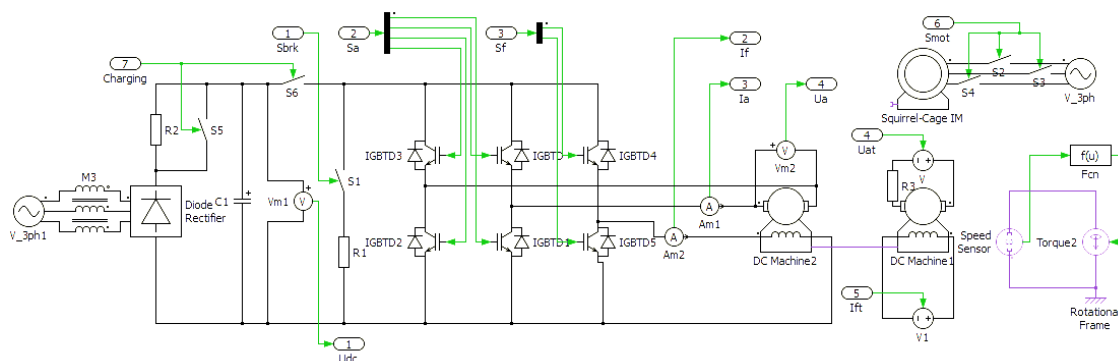 1
Sbrk
2
Sa
3
Sf
2
If
3
Ia
4
Ua
6
Smot
7
Charging
S6
S2
S3
S4
V_3ph
Squirrel-Cage IM
R2
S5
IGBTD3
IGBTD4
Vm2
V
4
Uat
V
f(u)
Fcn
M3
V_3ph1
Diode
Rectifier
C1
Vm1
V
S1
R1
IGBTD2
IGBTD1
IGBTD5
A
Am1
A
Am2
DC Machine2
R3
DC Machine1
Speed
Sensor
Torque2
5
Ift
V1
Rotational
Frame
1
Udc